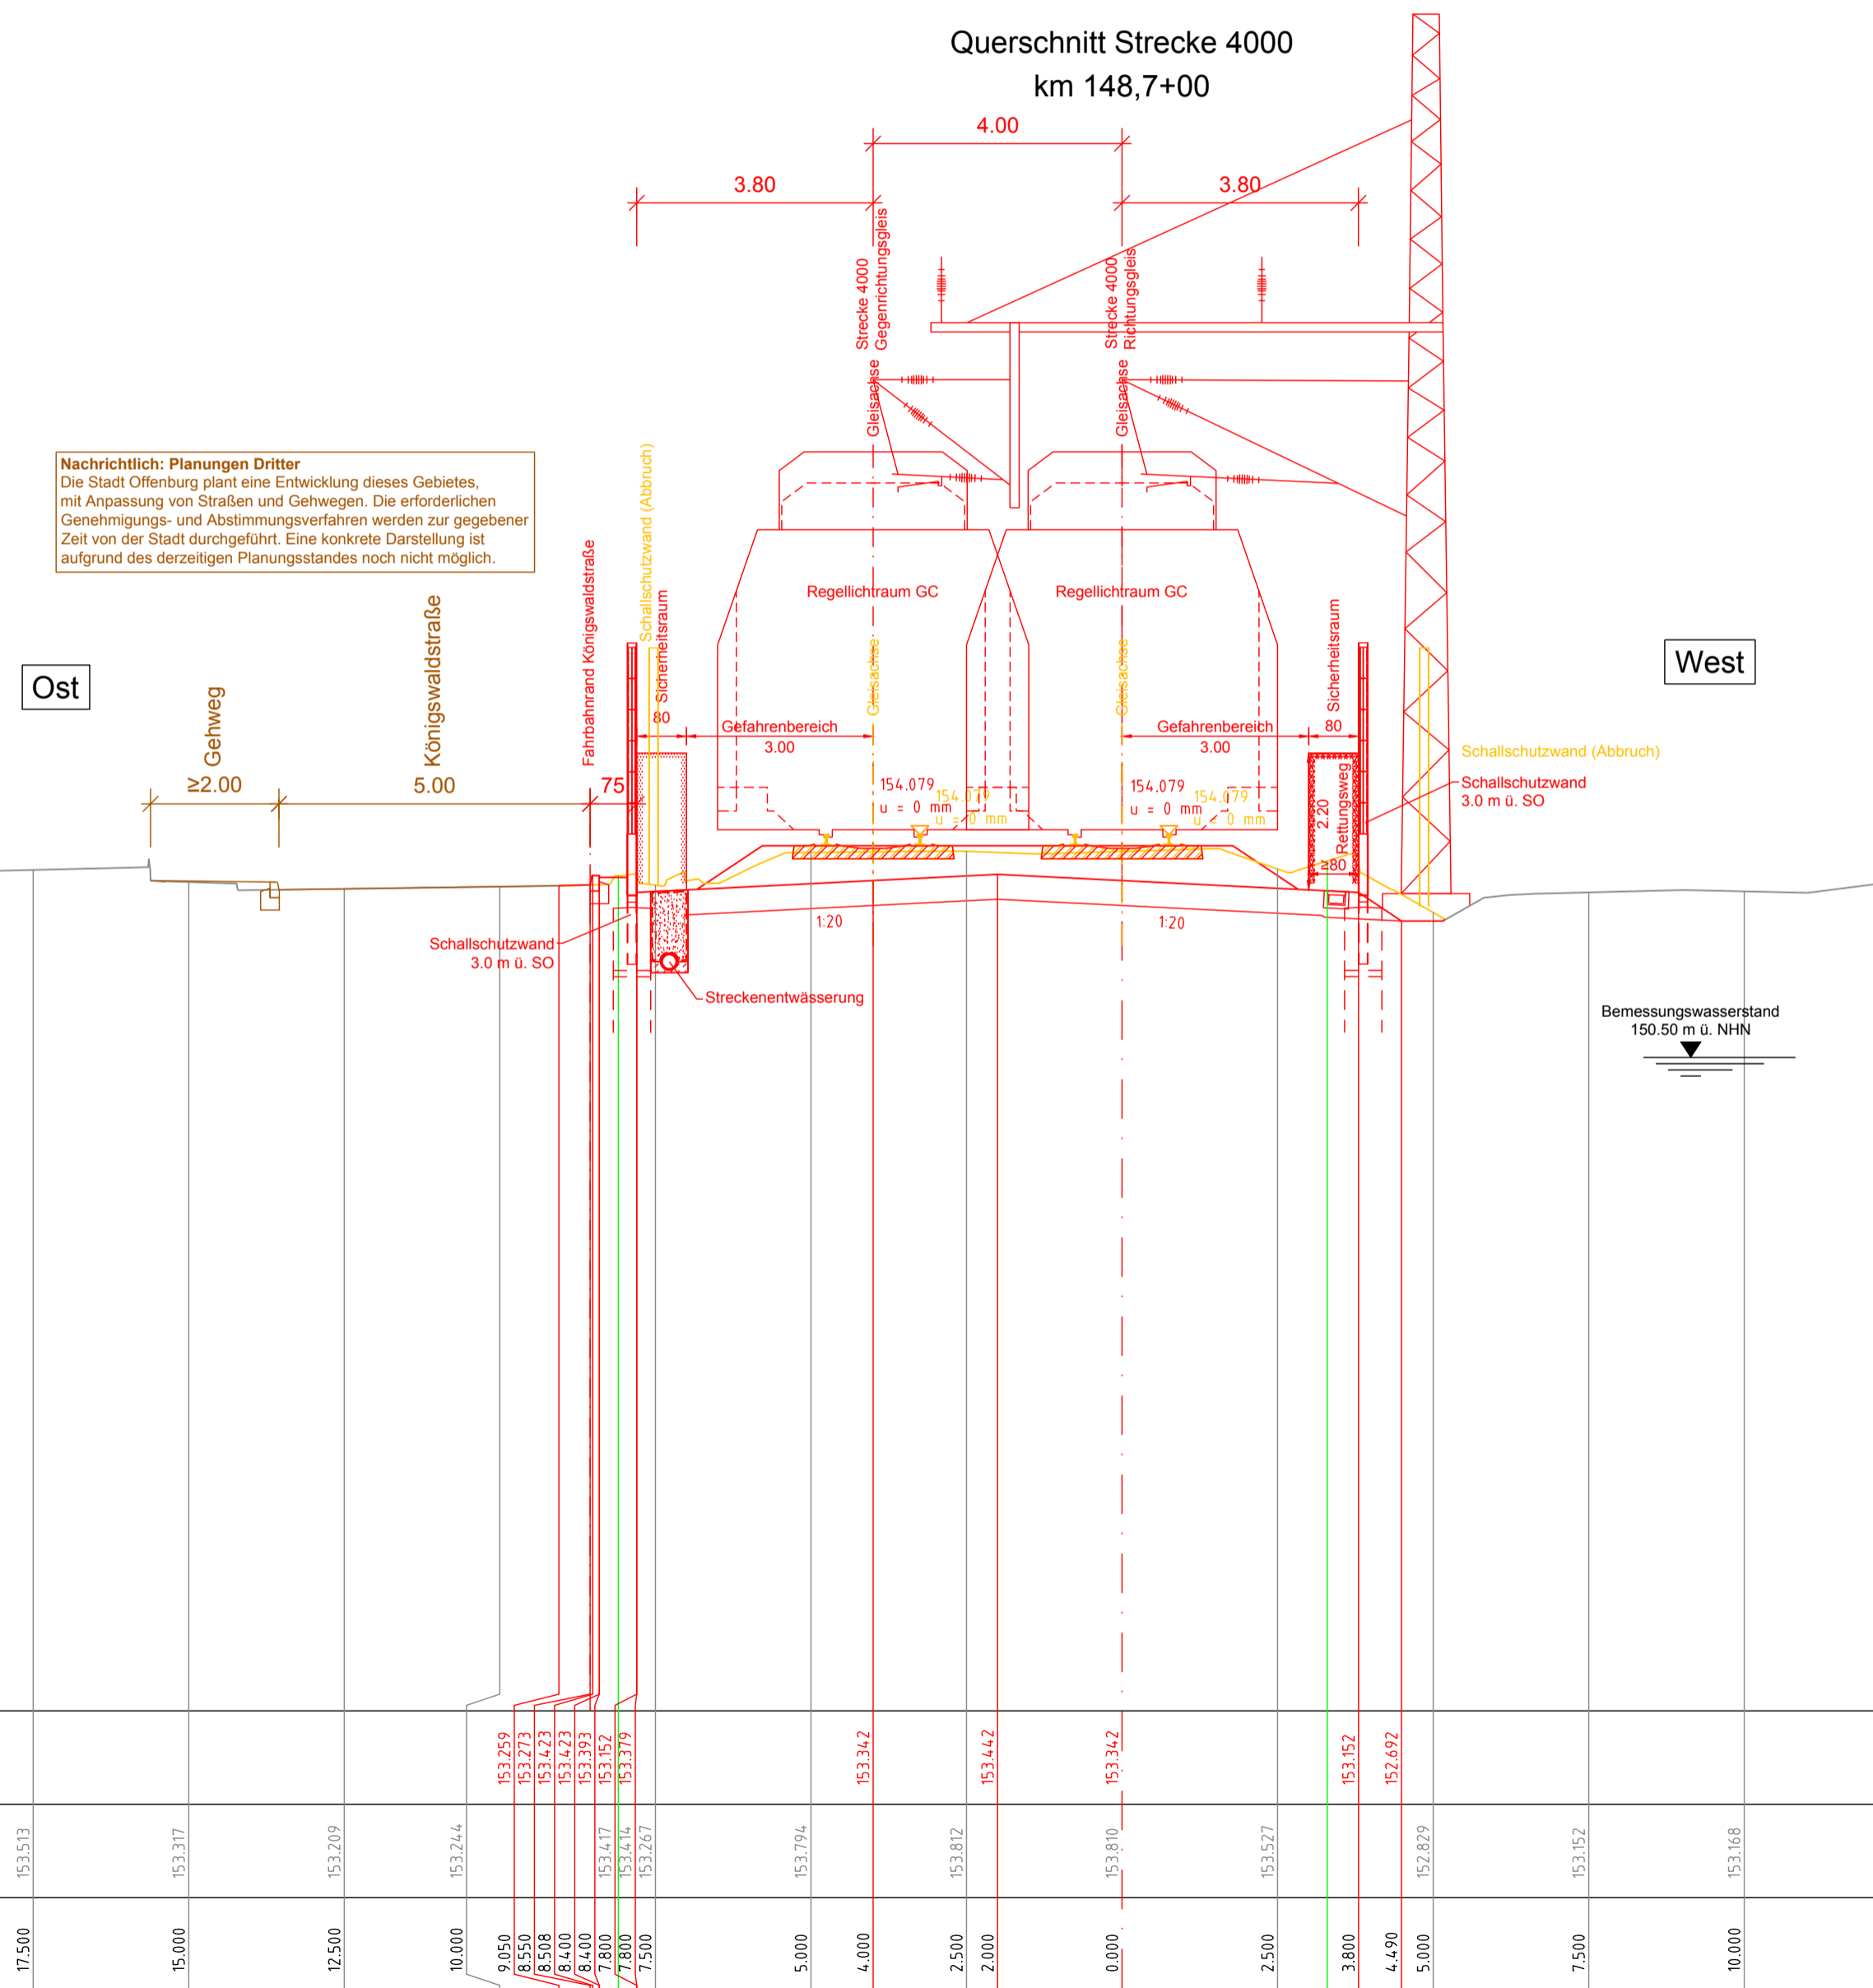 Querschnitt Strecke 4000
km 148,7+00
4.00
3.80
3.80
Strecke 4000
Gegenrichtungsgleis
Gleisachse
Strecke 4000
Richtungsgleis
Gleisachse
Nachrichtlich: Planungen Dritter
Die Stadt Offenburg plant eine Entwicklung dieses Gebietes,
mit Anpassung von Straßen und Gehwegen. Die erforderlichen
Genehmigungs- und Abstimmungsverfahren werden zur gegebener
Zeit von der Stadt durchgeführt. Eine konkrete Darstellung ist
aufgrund des derzeitigen Planungsstandes noch nicht möglich.
Ost
West
Gehweg
≥2.00
Königswaldstraße
5.00
Fahrbahnrand Königswaldstraße
75
Schallschutzwand (Abbruch)
Sicherheitsraum
80
Gefahrenbereich
3.00
Regellichtraum GC
Regellichtraum GC
Gleisachse
Gleisachse
Gefahrenbereich
3.00
Sicherheitsraum
80
154.079
u = 0 mm
154.079
u = 0 mm
154.079
u = 0 mm
154.079
u = 0 mm
2.20
Rettungsweg
≥80
Schallschutzwand (Abbruch)
Schallschutzwand
3.0 m ü. SO
1:20
1:20
Schallschutzwand
3.0 m ü. SO
Streckenentwässerung
Bemessungswasserstand
150.50 m ü. NHN
153.259
153.273
153.423
153.423
153.393
153.152
153.379
153.342
153.442
153.342
153.152
152.692
153.513
153.317
153.209
153.244
153.417
153.414
153.267
153.794
153.812
153.810
153.527
152.829
153.152
153.168
17.500
15.000
12.500
10.000
9.050
8.550
8.508
8.400
8.400
7.800
7.800
7.500
5.000
4.000
2.500
2.000
0.000
2.500
3.800
4.490
5.000
7.500
10.000